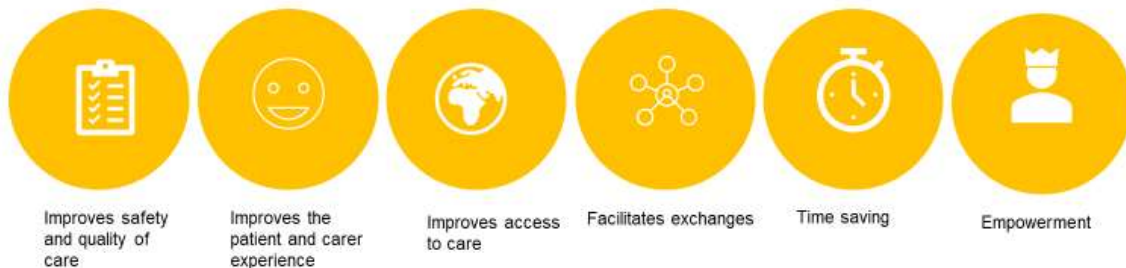 Improves safety
and quality of
care
Improves the
patient and carer
experience
Improves access
to care
Facilitates exchanges
Time saving
Empowerment